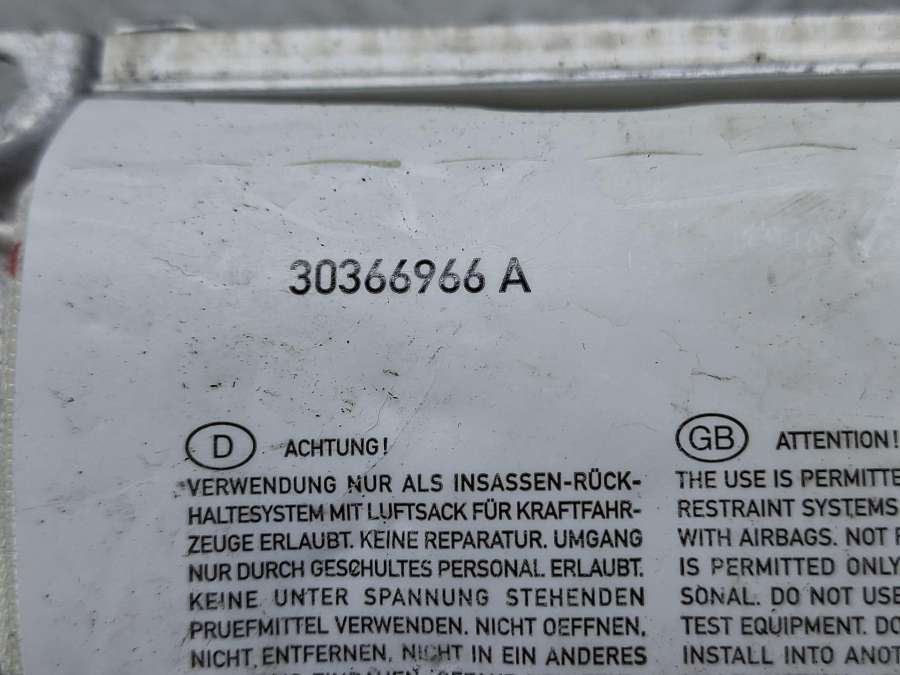 30366966 A
D ACHTUNG!
VERWENDUNG NUR ALS INSASSEN-RÜCK-
HALTESYSTEM MIT LUFTSACK FÜR KRAFTFAHR-
ZEUGE ERLAUBT. KEINE REPARATUR. UMGANG
NUR DURCH GESCHULTES PERSONAL ERLAUBT.
KEINE UNTER SPANNUNG STEHENDEN
PRUEFMITTEL VERWENDEN. NICHT OEFFNEN,
NICHT ENTFERNEN, NICHT IN EIN ANDERES
GB ATTENTION!
THE USE IS PERMITTE
RESTRAINT SYSTEMS
WITH AIRBAGS. NOT
IS PERMITTED ONLY
SONAL. DO NOT USE
TEST EQUIPMENT. DO
INSTALL INTO ANOT